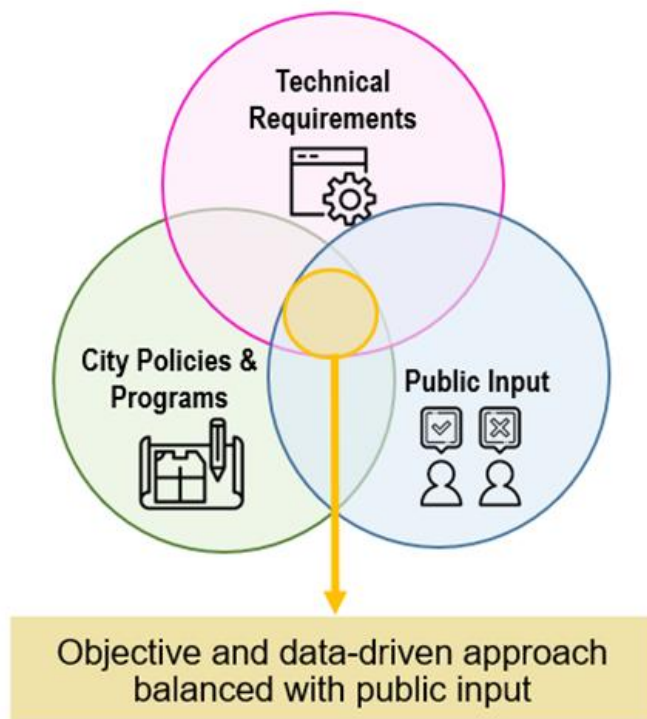 Technical
Requirements
City Policies &
Programs
Public Input
Objective and data-driven approach
balanced with public input